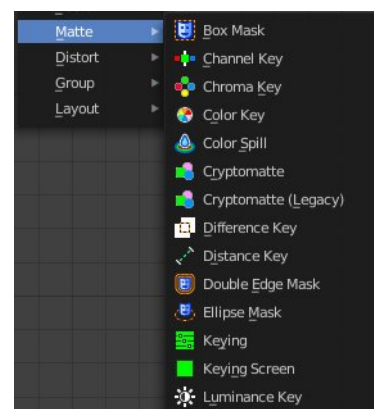 Matte
Distort
Group
Layout
Box Mask
Channel Key
Chroma Key
Color Key
Color Spill
Cryptomatte
Cryptomatte (Legacy)
Difference Key
Distance Key
Double Edge Mask
Ellipse Mask
Keying
Keying Screen
Luminance Key